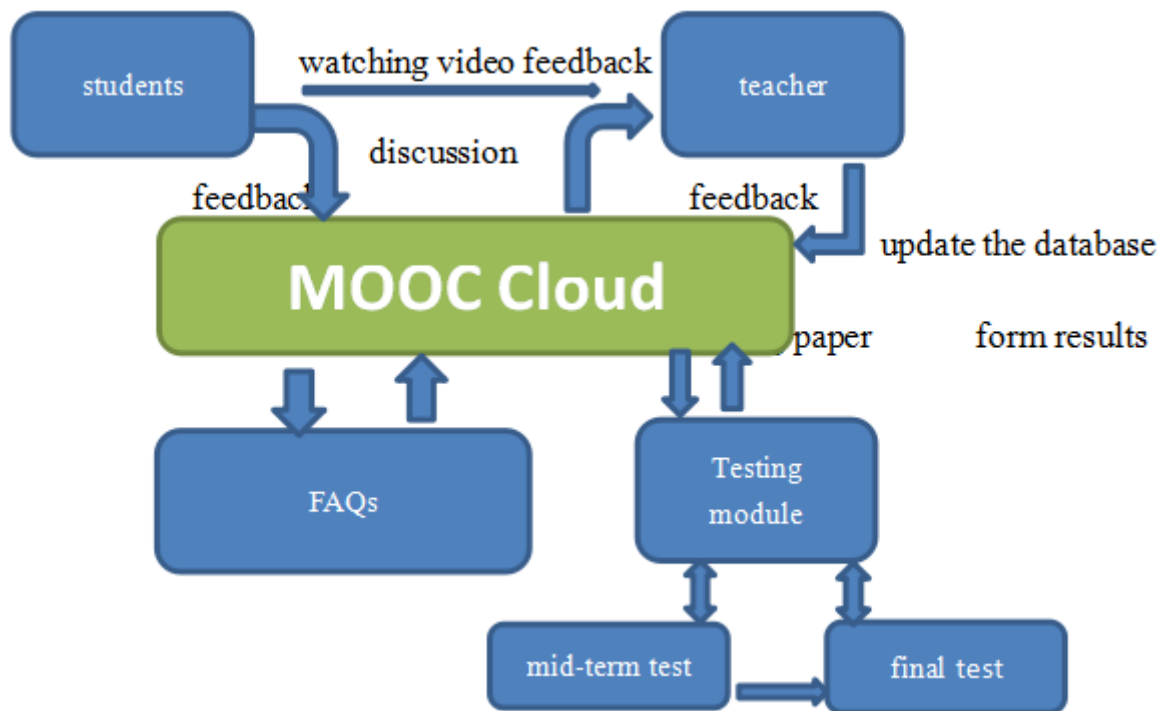 students
watching video feedback
teacher
discussion
feedback
feedback
update the database
MOOC Cloud
paper
form results
FAQs
Testing
module
mid-term test
final test